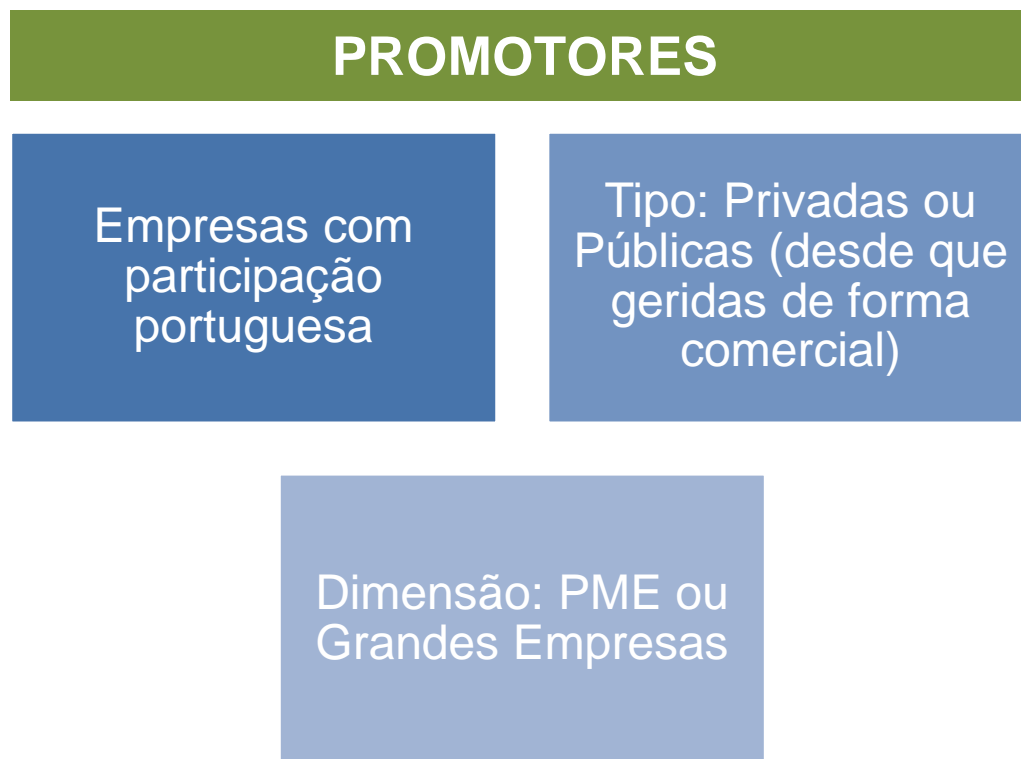 PROMOTORES
Empresas com
participação
portuguesa
Tipo: Privadas ou
Públicas (desde que
geridas de forma
comercial)
Dimensão: PME ou
Grandes Empresas